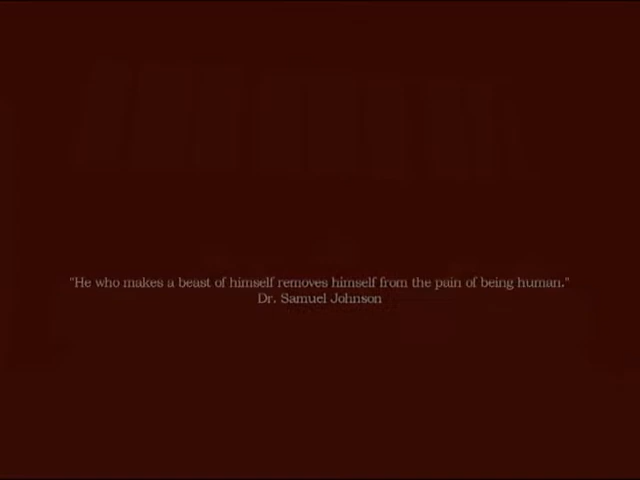 "He who makes a beast of himself removes himself from the pain of being human."
Dr. Samuel Johnson